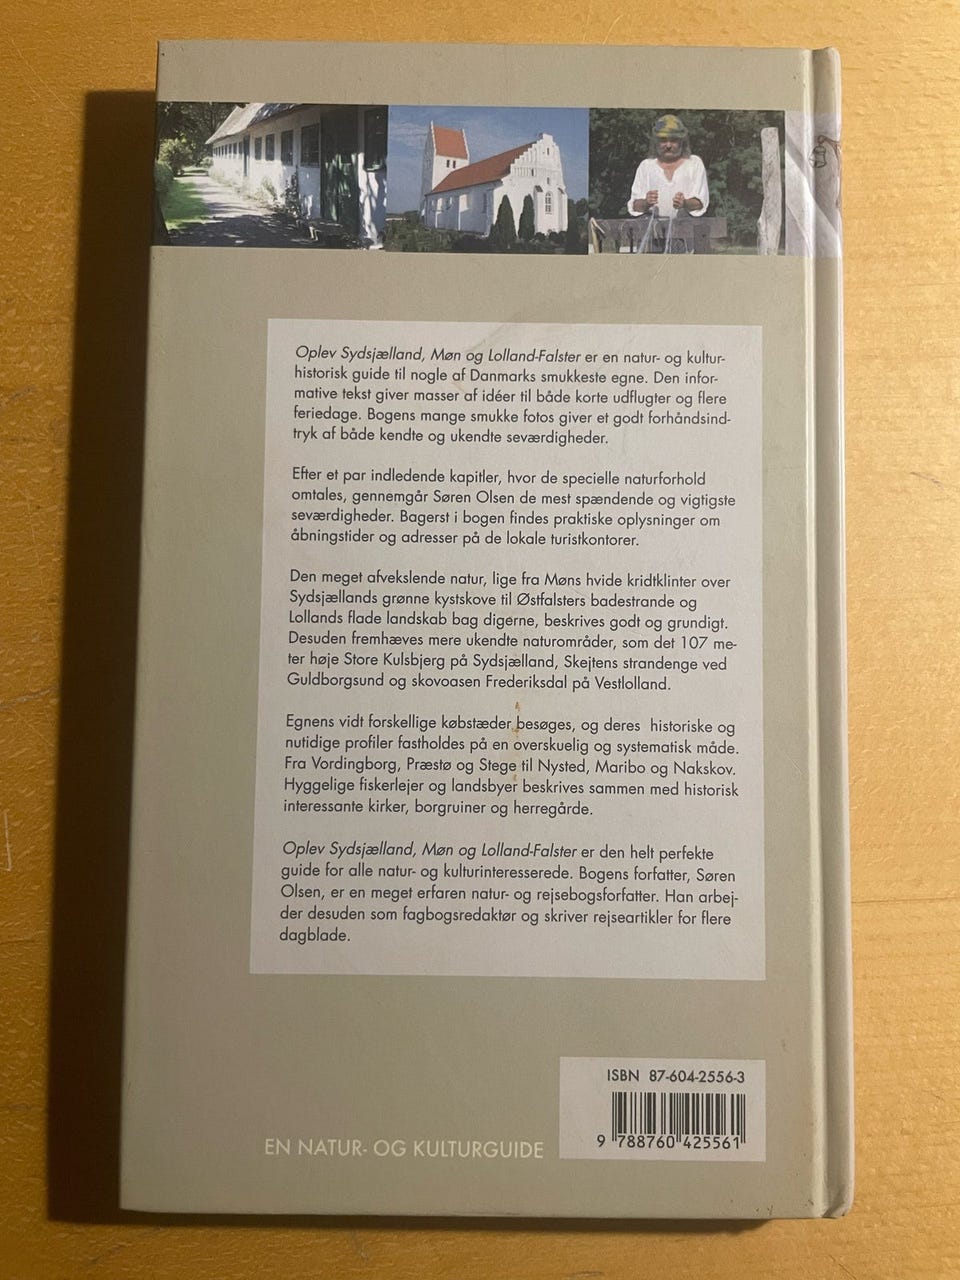 Oplev Sydsjælland, Møn og Lolland-Falster er en natur- og kultur-
historisk guide til nogle af Danmarks smukkeste egne. Den infor-
mative tekst giver masser af idéer til både korte udflugter og flere
feriedage. Bogens mange smukke fotos giver et godt forhåndsind-
tryk af både kendte og ukendte seværdigheder.
Efter et par indledende kapitler, hvor de specielle naturforhold
omtales, gennemgår Søren Olsen de mest spændende og vigtigste
seværdigheder. Bagerst i bogen findes praktiske oplysninger om
åbningstider og adresser på de lokale turistkontorer.
Den meget afvekslende natur, lige fra Møns hvide kridtklinter over
Sydsjællands grønne kystskove til Østfalsters badestrande og
Lollands flade landskab bag digerne, beskrives godt og grundigt.
Desuden fremhæves mere ukendte naturområder, som det 107 me-
ter høje Store Kulsbjerg på Sydsjælland, Skejtens strandenge ved
Guldborgsund og skovoasen Frederiksdal på Vestlolland.
Egnens vidt forskellige købstæder besøges, og deres historiske og
nutidige profiler fastholdes på en overskuelig og systematisk måde.
Fra Vordingborg, Præstø og Stege til Nysted, Maribo og Nakskov.
Hyggelige fiskerlejer og landsbyer beskrives sammen med historisk
interessante kirker, borgruiner og herregårde.
Oplev Sydsjælland, Møn og Lolland-Falster er den helt perfekte
guide for alle natur- og kulturinteresserede. Bogens forfatter, Søren
Olsen, er en meget erfaren natur- og rejsebogsforfatter. Han arbej-
der desuden som fagbogsredaktør og skriver rejseartikler for flere
dagblade.
ISBN 87-604-2556-3
9 788760 425561
EN NATUR- OG KULTURGUIDE